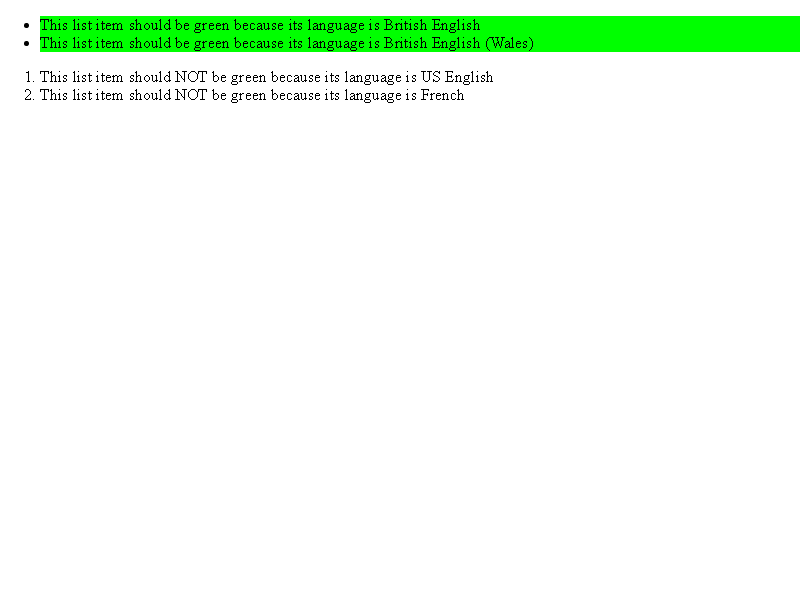 • This list item should be green because its language is British English
• This list item should be green because its language is British English (Wales)
1. This list item should NOT be green because its language is US English
2. This list item should NOT be green because its language is French